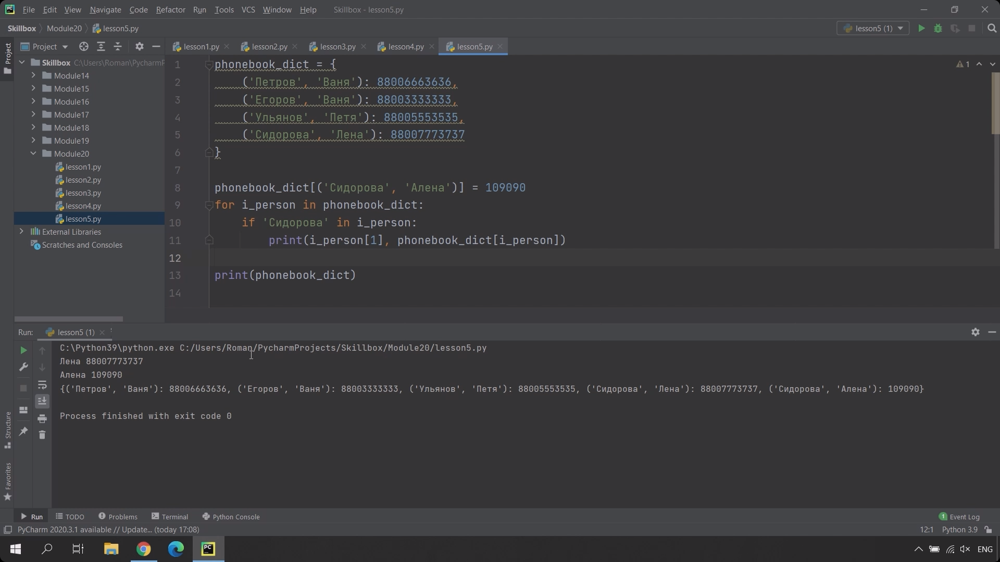 File Edit View Navigate Code Refactor Run Tools VCS Window Help Skillbox - lesson5.py
Skillbox Module20 lesson5.py lesson5 (1)
Project lesson1.py lesson2.py lesson3.py lesson4.py lesson5.py
Project
Skillbox C:\Users\Roman\PycharmP
Module14
Module15
Module16
Module17
Module18
Module19
Module20
lesson1.py
lesson2.py
lesson3.py
lesson4.py
lesson5.py
External Libraries
Scratches and Consoles
1 phonebook_dict = {
2 ('Петров', 'Ваня'): 88006663636,
3 ('Егоров', 'Ваня'): 88003333333,
4 ('Ульянов', 'Петя'): 88005553535,
5 ('Сидорова', 'Лена'): 88007773737
6 }
7
8 phonebook_dict[('Сидорова', 'Алена')] = 109090
9 for i_person in phonebook_dict:
10 if 'Сидорова' in i_person:
11 print(i_person[1], phonebook_dict[i_person])
12
13 print(phonebook_dict)
14
1
Run: lesson5 (1)
C:\Python39\python.exe C:/Users/Roman/PycharmProjects/Skillbox/Module20/lesson5.py
Лена 88007773737
Алена 109090
{('Петров', 'Ваня'): 88006663636, ('Егоров', 'Ваня'): 88003333333, ('Ульянов', 'Петя'): 88005553535, ('Сидорова', 'Лена'): 88007773737, ('Сидорова', 'Алена'): 109090}
Process finished with exit code 0
Structure
Favorites
Run TODO Problems Terminal Python Console 1 Event Log
PyCharm 2020.3.1 available // Update... (today 17:08) 12:1 Python 3.9
PC ENG